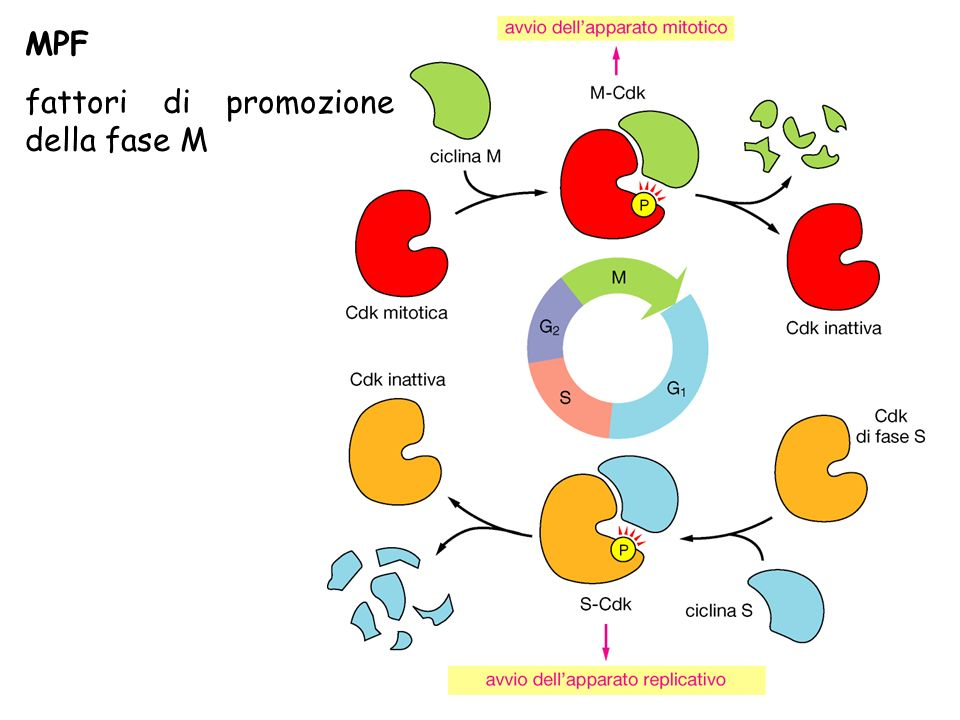 MPF
fattori di promozione
della fase M
avvio dell'apparato mitotico
M-Cdk
ciclina M
P
Cdk mitotica
Cdk inattiva
M
G₂
G₁
S
Cdk inattiva
Cdk
di fase S
P
S-Cdk
ciclina S
avvio dell'apparato replicativo